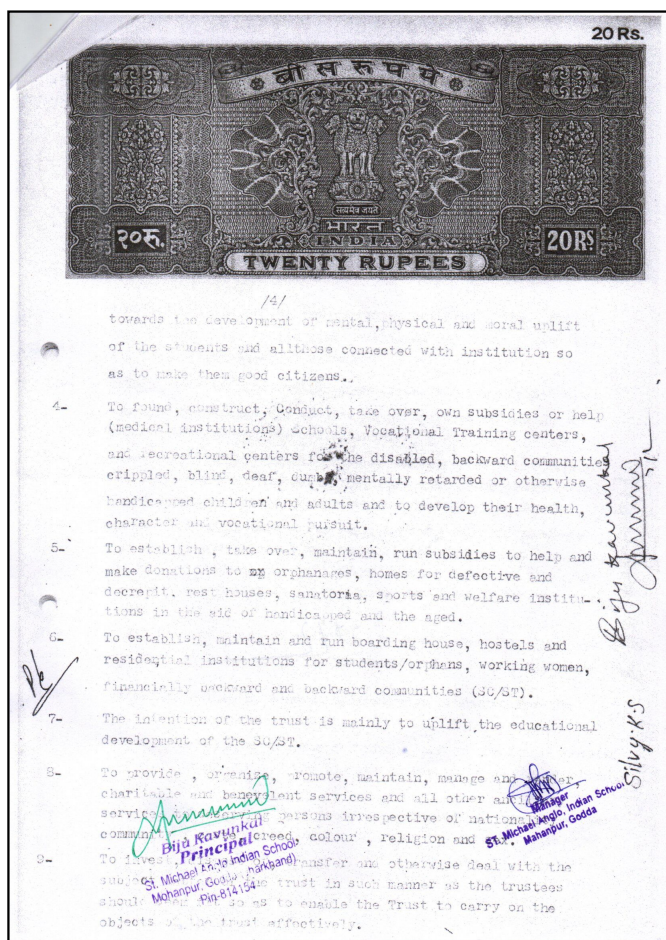 20 Rs.
बीस रूपये
सत्यमेव जयते
भारत
INDIA
२०रु.
20RS
TWENTY RUPEES
/4/
towards the development of mental,physical and moral uplift
of the students and allthose connected with institution so
as to make them good citizens..
4- To found, construct, Conduct, take over, own subsidies or help
(medical institutions) Schools, Vocational Training centers,
and recreational centers for the disabled, backward communities
crippled, blind, deaf, dumb, mentally retarded or otherwise
handicapped children and adults and to develop their health,
character and vocational pursuit.
5- To establish , take over, maintain, run subsidies to help and
make donations to orphanages, homes for defective and
decrepit. rest houses, sanatoria, sports and welfare institu-
tions in the aid of handicapped and the aged.
6- To establish, maintain and run boarding house, hostels and
residential institutions for students/orphans, working women,
financially backward and backward communities (SC/ST).
7- The intention of the trust is mainly to uplift the educational
development of the SC/ST.
8- To provide , organise, promote, maintain, manage and
charitable and benevolent services and all other
persons irrespective of
creed, colour , religion and
9- To transfer and otherwise deal with the
trust in such manner as the trustees
so as to enable the Trust to carry on the
objects of the trust effectively.
Biju Kavunkal
Principal
St. Michael Anglo Indian School
Mohanpur, Godda (Jharkhand)
Pin-814154
Manager
ST. Michael Anglo, Indian School
Mahanpur, Godda
Biju Kavunkal
Silvy.K.S